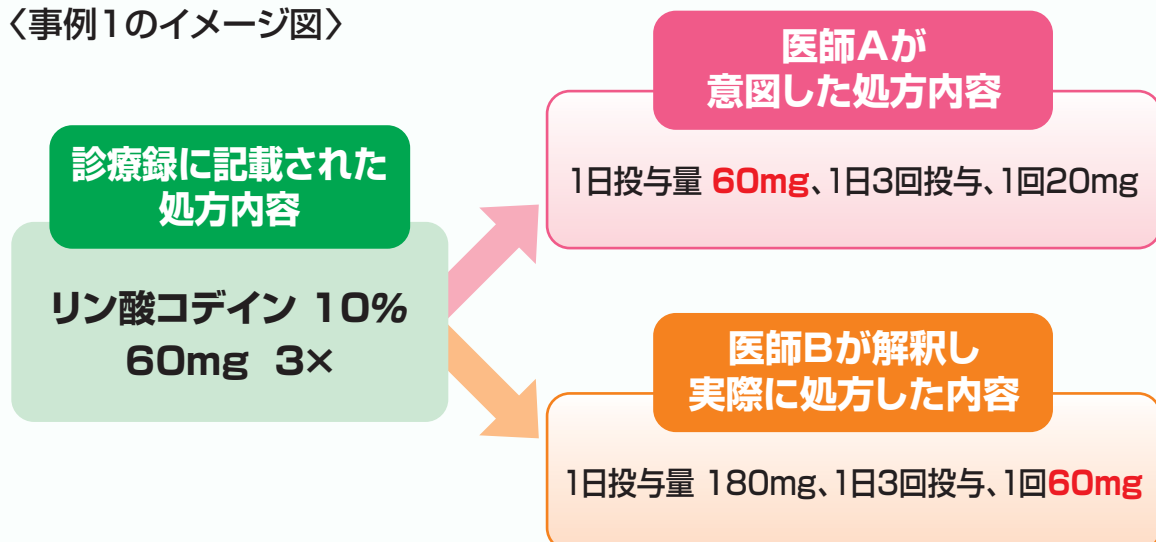 〈事例1のイメージ図〉
診療録に記載された
処方内容
リン酸コデイン 10%
60mg 3×
医師Aが
意図した処方内容
1日投与量 60mg、1日3回投与、1回20mg
医師Bが解釈し
実際に処方した内容
1日投与量 180mg、1日3回投与、1回60mg